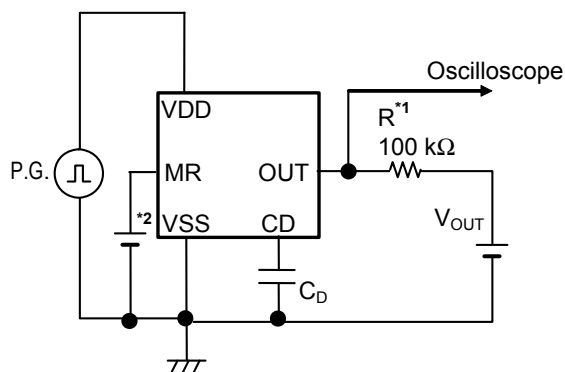 Oscilloscope
VDD
R*1
100 kΩ
P.G.
MR
OUT
*2
VSS
CD
VOUT
CD